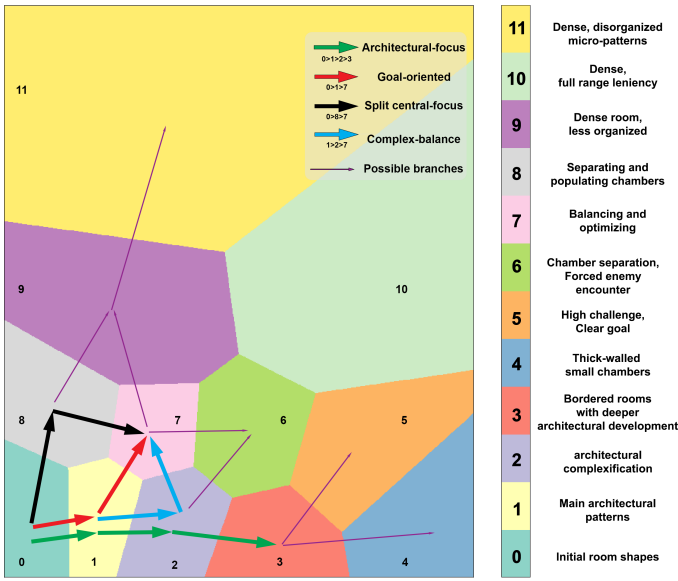 Architectural-focus
0>1>2>3
Goal-oriented
0>1>7
Split central-focus
0>8>7
Complex-balance
1>2>7
Possible branches
11
9
10
8
7
6
5
0
1
2
3
4
11
Dense, disorganized
micro-patterns
10
Dense,
full range leniency
9
Dense room,
less organized
8
Separating and
populating chambers
7
Balancing and
optimizing
6
Chamber separation,
Forced enemy
encounter
5
High challenge,
Clear goal
4
Thick-walled
small chambers
3
Bordered rooms
with deeper
architectural development
2
architectural
complexification
1
Main architectural
patterns
0
Initial room shapes